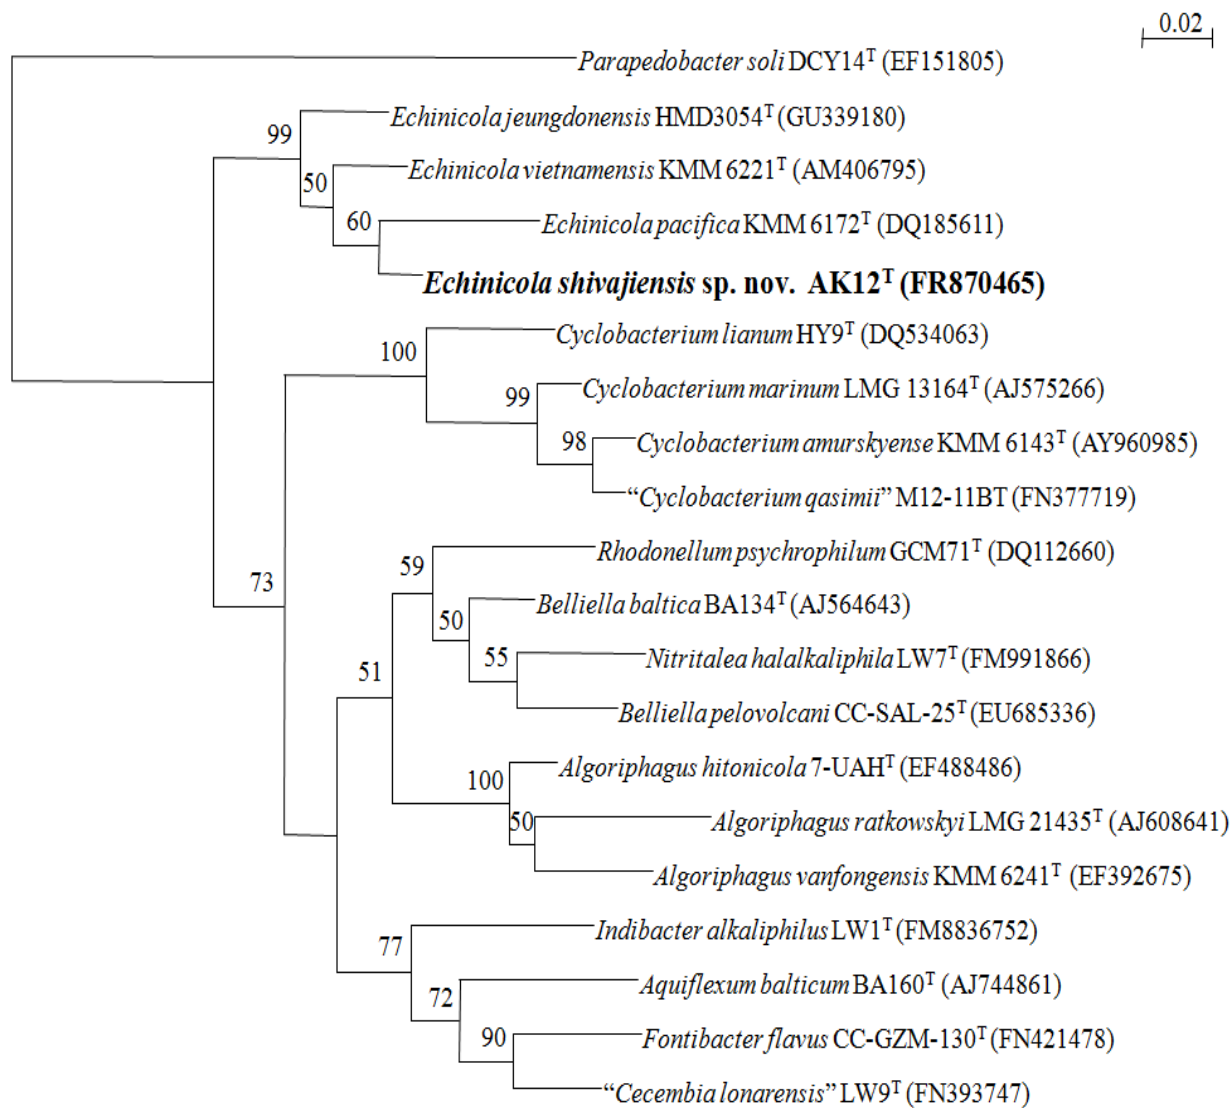 0.02
Parapedobacter soli DCY14ᵀ (EF151805)
Echinicola jeungdonensis HMD3054ᵀ (GU339180)
99
Echinicola vietnamensis KMM 6221ᵀ (AM406795)
50
Echinicola pacifica KMM 6172ᵀ (DQ185611)
60
Echinicola shivajiensis sp. nov. AK12ᵀ (FR870465)
Cyclobacterium lianum HY9ᵀ (DQ534063)
100
Cyclobacterium marinum LMG 13164ᵀ (AJ575266)
99
Cyclobacterium amurskyense KMM 6143ᵀ (AY960985)
98
“Cyclobacterium qasimii” M12-11BT (FN377719)
Rhodonellum psychrophilum GCM71ᵀ (DQ112660)
59
73
Belliella baltica BA134ᵀ (AJ564643)
50
Nitritalea halalkaliphila LW7ᵀ (FM991866)
55
51
Belliella pelovolcani CC-SAL-25ᵀ (EU685336)
Algoriphagus hitonicola 7-UAHᵀ (EF488486)
100
Algoriphagus ratkowskyi LMG 21435ᵀ (AJ608641)
50
Algoriphagus vanfongensis KMM 6241ᵀ (EF392675)
Indibacter alkaliphilus LW1ᵀ (FM8836752)
77
Aquiflexum balticum BA160ᵀ (AJ744861)
72
Fontibacter flavus CC-GZM-130ᵀ (FN421478)
90
“Cecembia lonarensis” LW9ᵀ (FN393747)